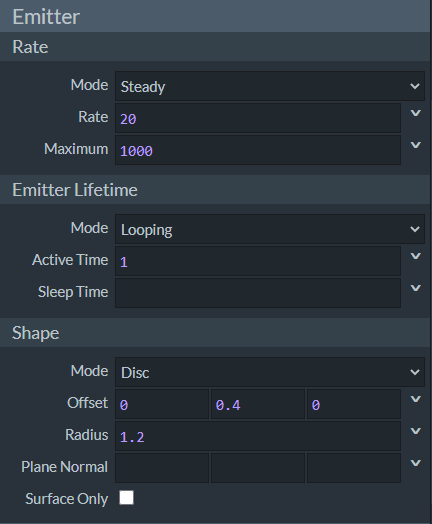 Emitter
Rate
Mode Steady
Rate 20
Maximum 1000
Emitter Lifetime
Mode Looping
Active Time 1
Sleep Time
Shape
Mode Disc
Offset 0 0.4 0
Radius 1.2
Plane Normal
Surface Only